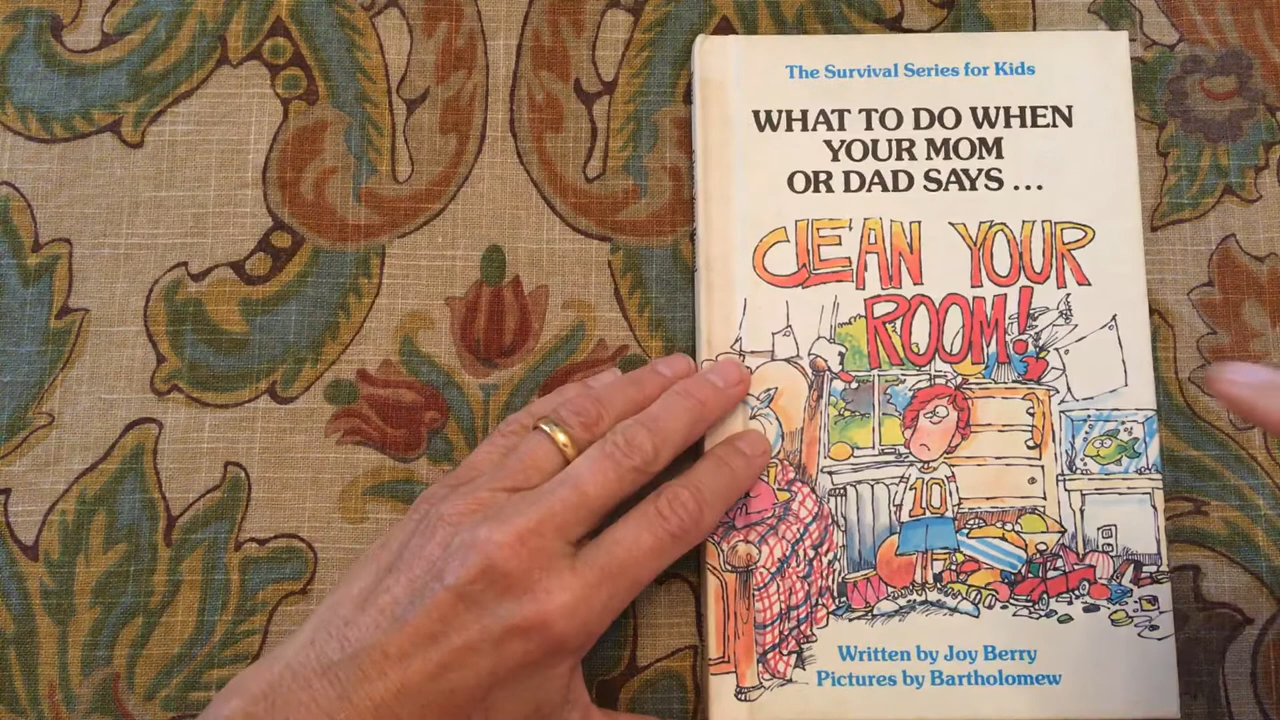 The Survival Series for Kids
WHAT TO DO WHEN
YOUR MOM
OR DAD SAYS...
CLEAN YOUR
ROOM!
10
Written by Joy Berry
Pictures by Bartholomew